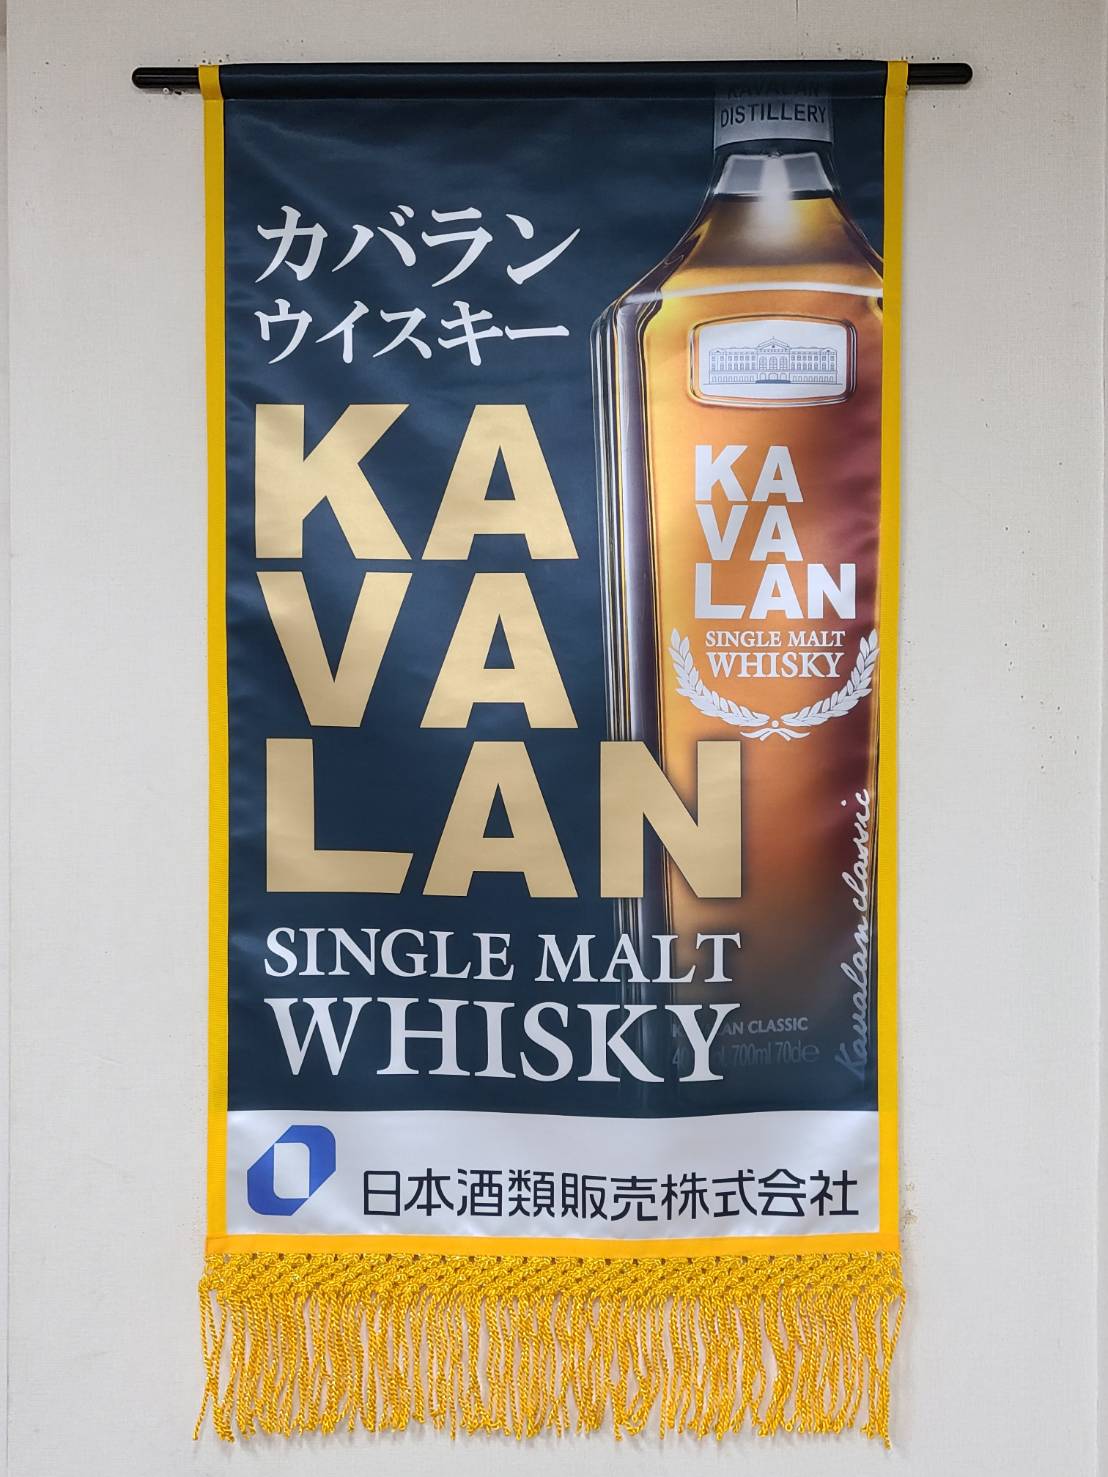 KAVALAN
DISTILLERY
カバラン
ウイスキー
KA
VA
LAN
SINGLE MALT
WHISKY
KA
VA
LAN
SINGLE MALT
WHISKY
Kavalan classic
CLASSIC
700ml 70cl e
日本酒類販売株式会社